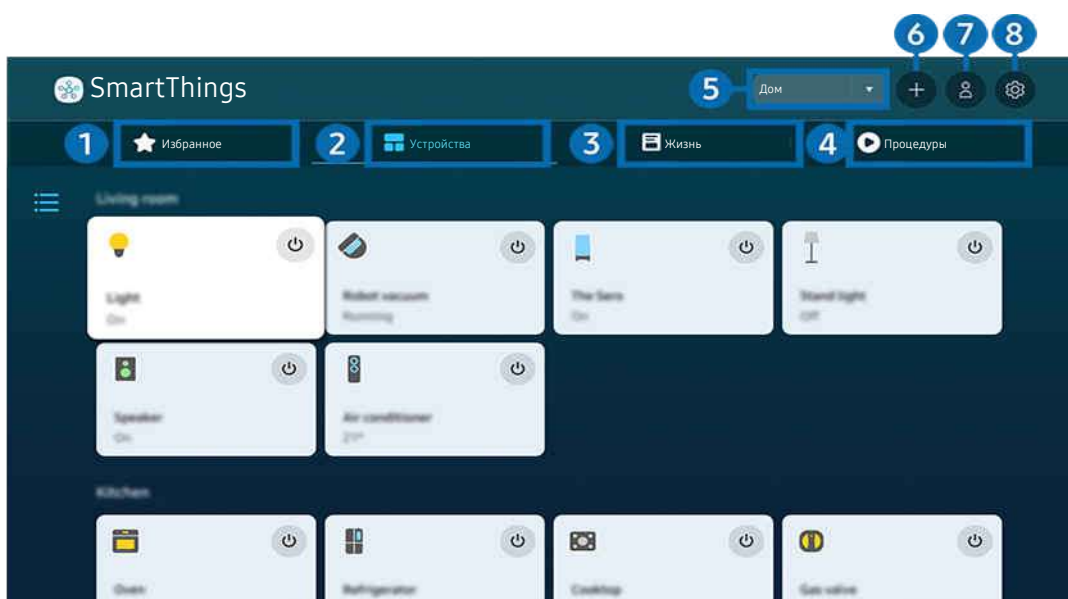 6 7 8
SmartThings
5 Дом
1 Избранное 2 Устройства 3 Жизнь 4 Процедуры
Living room
Light Robot vacuum The Sero Stand light
On Running On Off
Speaker Air conditioner
On 21°
Kitchen
Oven Refrigerator Cooktop Gas valve